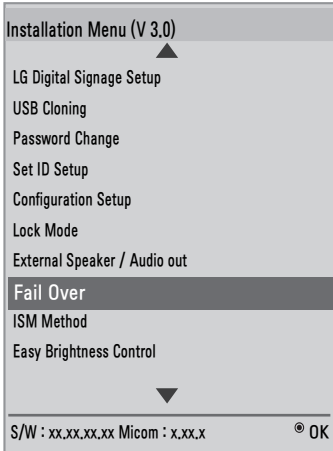 Installation Menu (V 3.0)
LG Digital Signage Setup
USB Cloning
Password Change
Set ID Setup
Configuration Setup
Lock Mode
External Speaker / Audio out
Fail Over
ISM Method
Easy Brightness Control
S/W : xx.xx.xx.xx Micom : x.xx.x ◉ OK